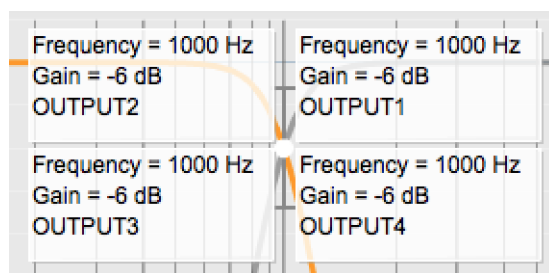 Frequency = 1000 Hz
Gain = -6 dB
OUTPUT2
Frequency = 1000 Hz
Gain = -6 dB
OUTPUT1
Frequency = 1000 Hz
Gain = -6 dB
OUTPUT3
Frequency = 1000 Hz
Gain = -6 dB
OUTPUT4